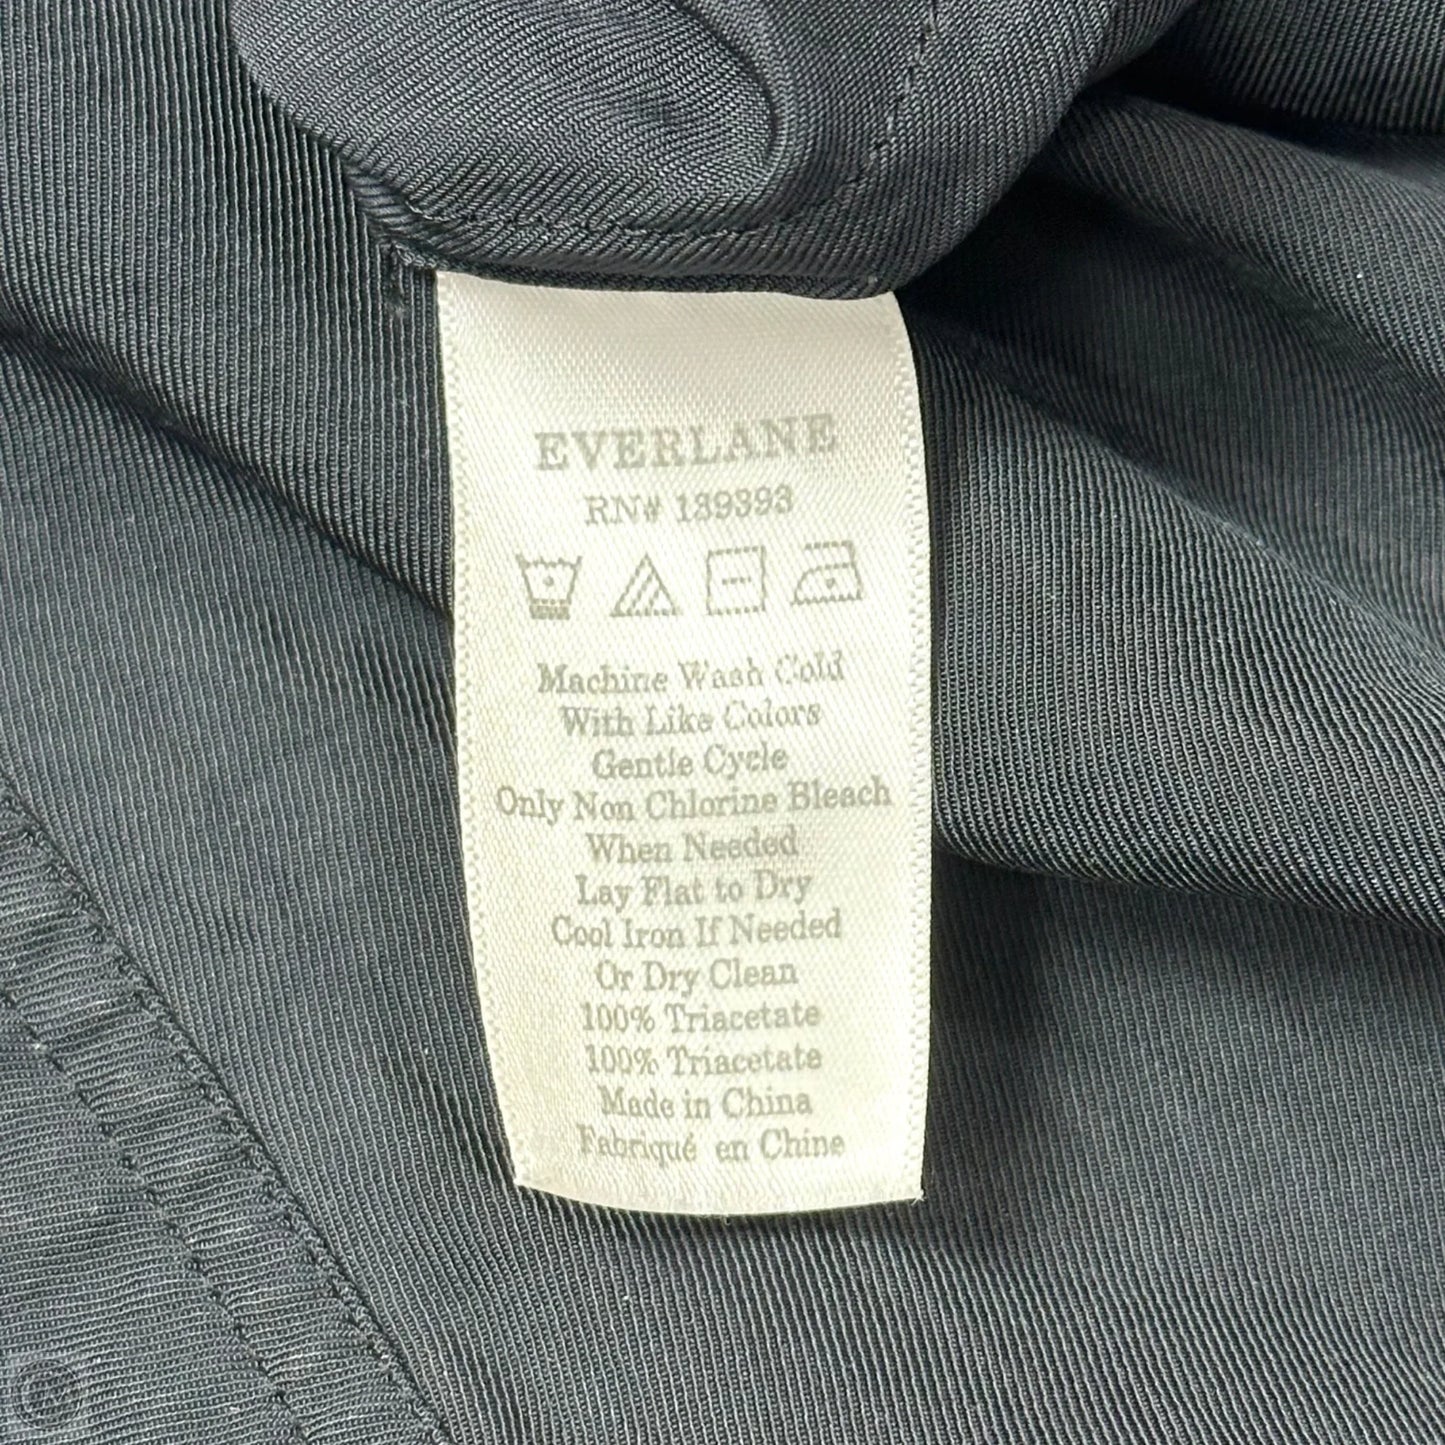 EVERLANE
RN# 139393
Machine Wash Cold
With Like Colors
Gentle Cycle
Only Non Chlorine Bleach
When Needed
Lay Flat to Dry
Cool Iron If Needed
Or Dry Clean
100% Triacetate
100% Triacetate
Made in China
Fabriqué en Chine